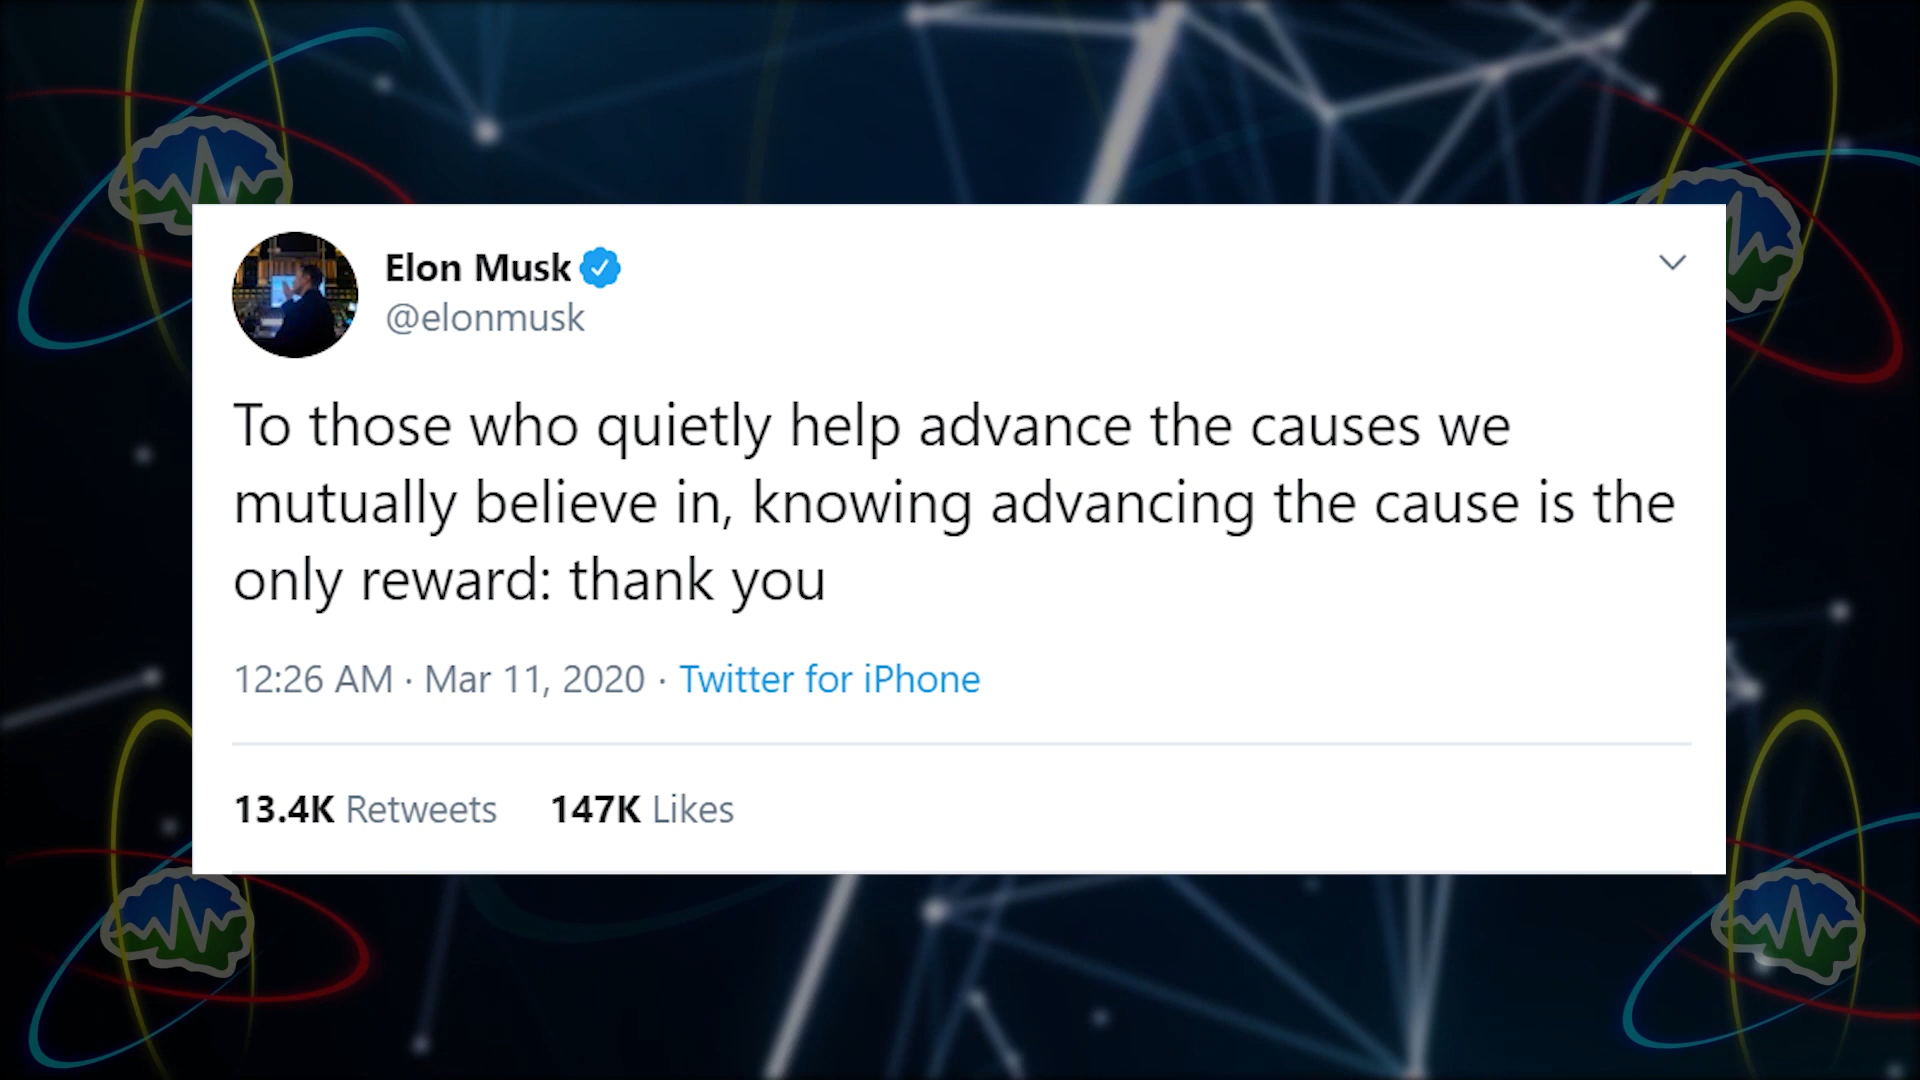 Elon Musk
@elonmusk
To those who quietly help advance the causes we
mutually believe in, knowing advancing the cause is the
only reward: thank you
12:26 AM · Mar 11, 2020 · Twitter for iPhone
13.4K Retweets 147K Likes